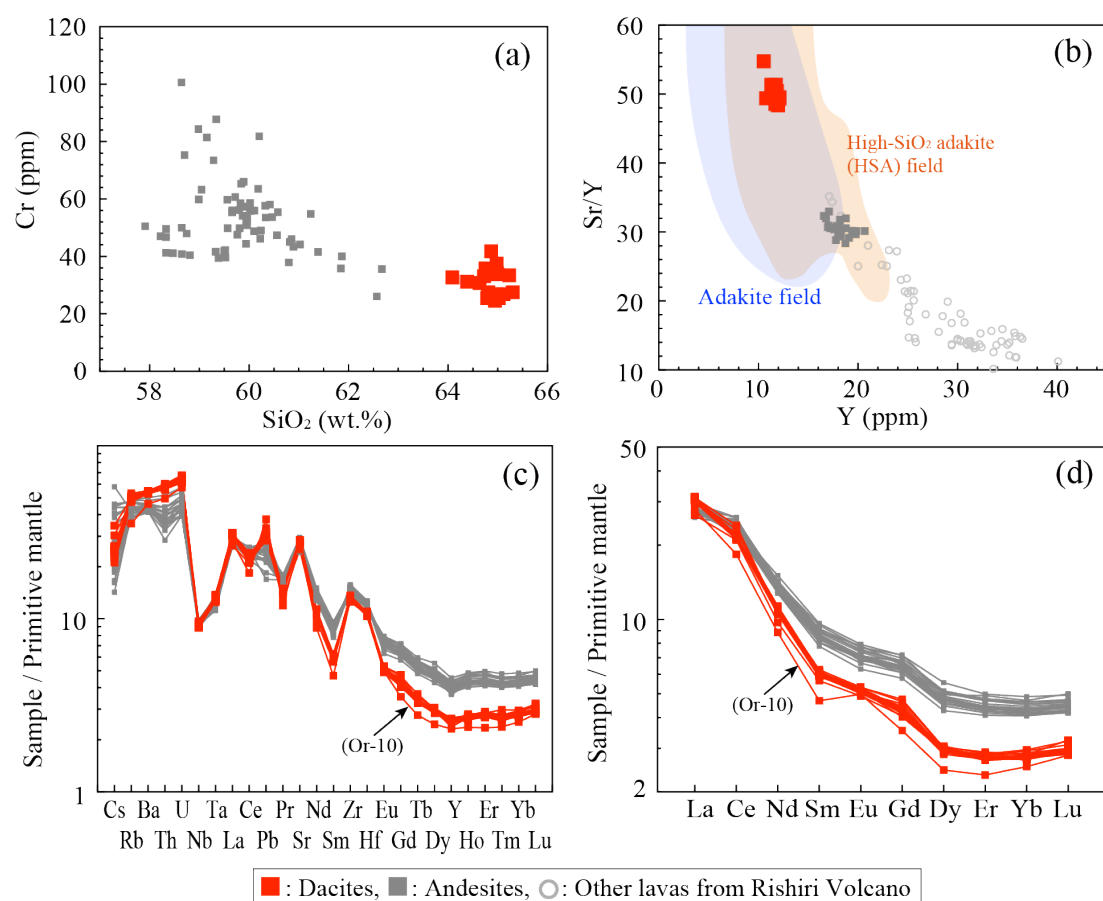 120
100
80
60
40
20
0
Cr (ppm)
(a)
58
60
62
64
66
SiO₂ (wt.%)
60
50
40
30
20
10
Sr/Y
(b)
High-SiO₂ adakite
(HSA) field
Adakite field
0
10
20
30
40
Y (ppm)
Sample / Primitive mantle
10
1
(c)
(Or-10)
Cs Ba U Ta Ce Pr Nd Zr Eu Tb Y Er Yb
Rb Th Nb La Pb Sr Sm Hf Gd Dy Ho Tm Lu
Sample / Primitive mantle
50
10
2
(d)
(Or-10)
La Ce Nd Sm Eu Gd Dy Er Yb Lu
: Dacites, : Andesites, : Other lavas from Rishiri Volcano